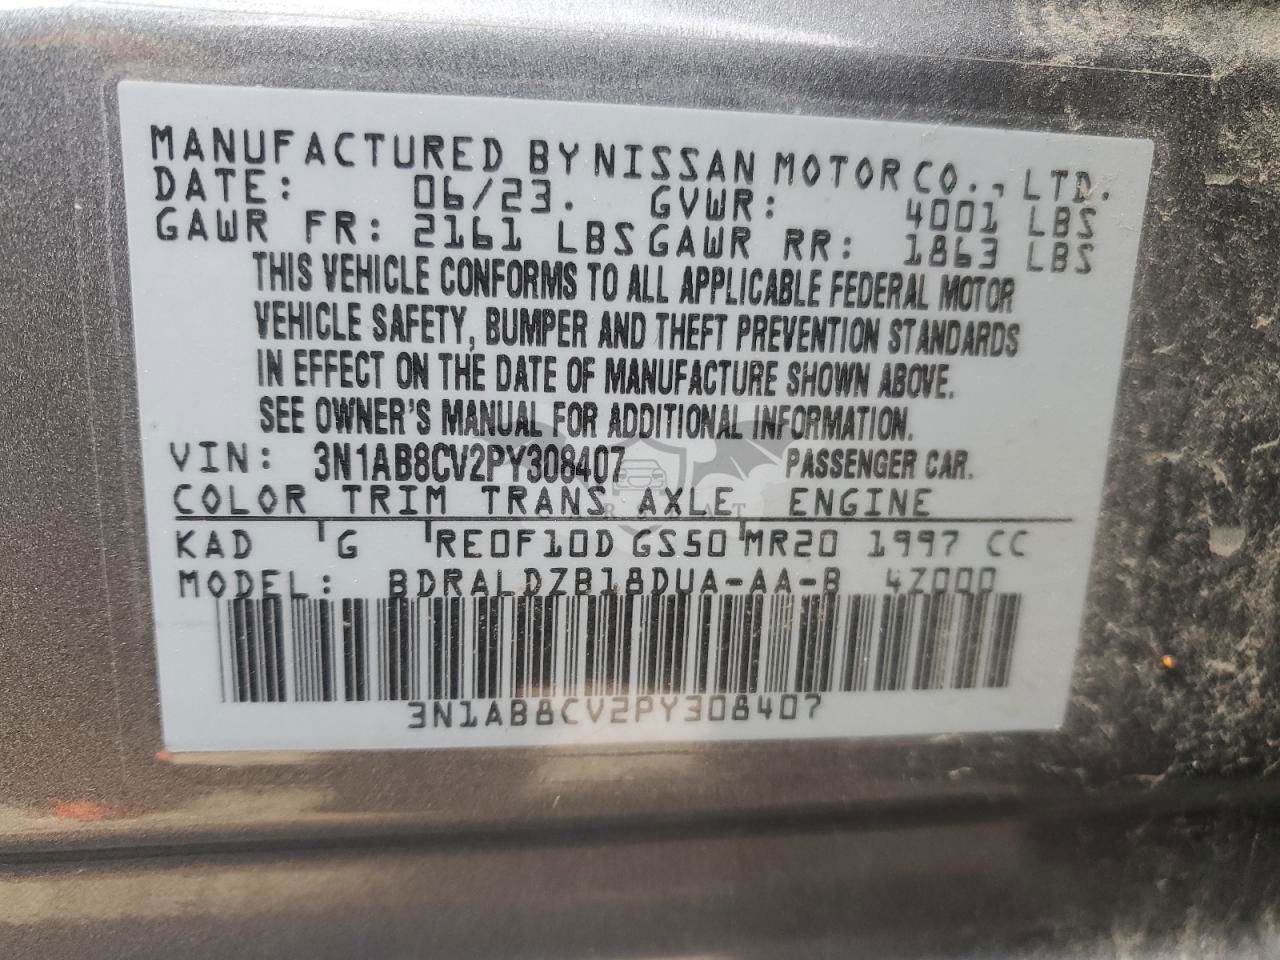 MANUFACTURED BY NISSAN MOTOR CO., LTD.
DATE: 06/23. GVWR: 4001 LBS
GAWR FR: 2161 LBS GAWR RR: 1863 LBS
THIS VEHICLE CONFORMS TO ALL APPLICABLE FEDERAL MOTOR
VEHICLE SAFETY, BUMPER AND THEFT PREVENTION STANDARDS
IN EFFECT ON THE DATE OF MANUFACTURE SHOWN ABOVE.
SEE OWNER'S MANUAL FOR ADDITIONAL INFORMATION.
VIN: 3N1AB8CV2PY308407 PASSENGER CAR.
COLOR TRIM TRANS AXLE ENGINE
KAD G RE0F10D GS50 MR20 1997 CC
MODEL: BDRALDZB18DUA-AA-B 4Z000
3N1AB8CV2PY308407